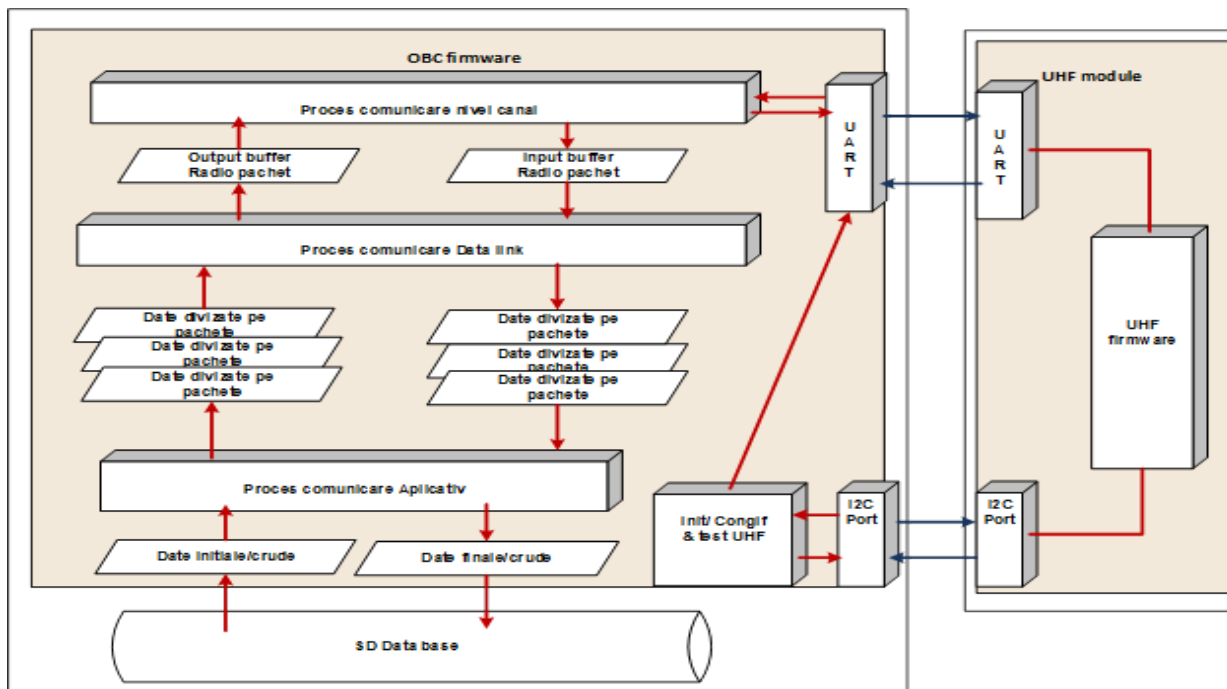 OBC firmware
Proces comunicare nivel canal
Output buffer
Radio pachet
Input buffer
Radio pachet
Proces comunicare Data link
Date divizate pe
pachete
Date divizate pe
pachete
Date divizate pe
pachete
Date divizate pe
pachete
Date divizate pe
pachete
Date divizate pe
pachete
Proces comunicare Aplicativ
Date initiale/crude
Date finale/crude
SD Database
Init/ Congif
& test UHF
UART
I2C
Port
UHF module
UART
UHF
firmware
I2C
Port